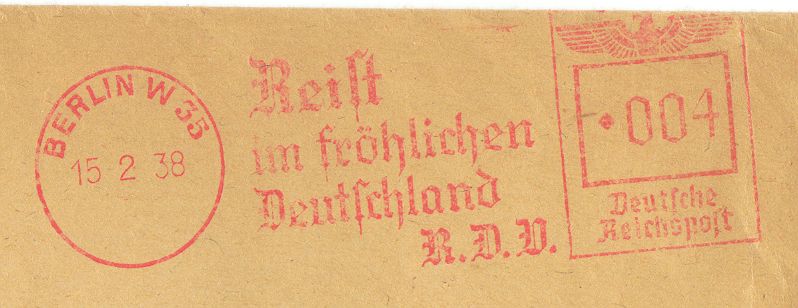 BERLIN W 35
15 2 38
Reist
im fröhlichen
Deutschland
R.D.V.
004
Deutsche
Reichspost